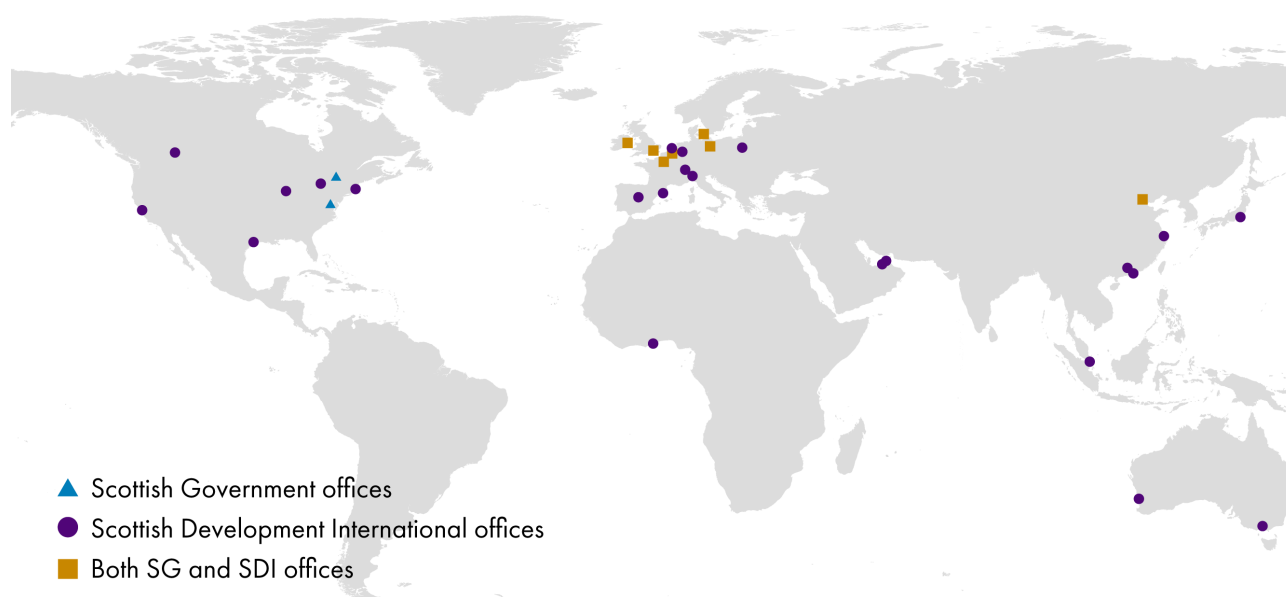 Scottish Government offices
Scottish Development International offices
Both SG and SDI offices